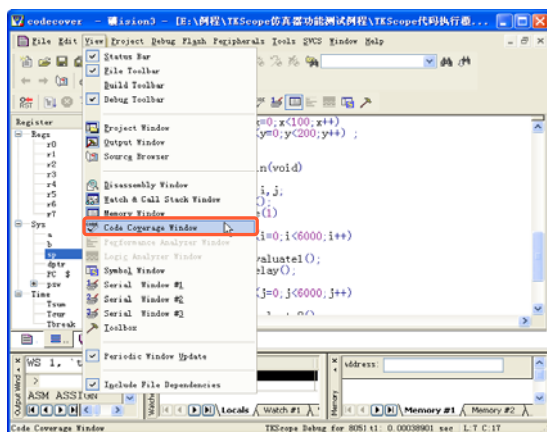 codecover - µVision3 - [E:\例程\TKScope仿真器功能测试例程\TKScope代码执行覆...
File Edit View Project Debug Flash Peripherals Tools SVCS Window Help
Status Bar
File Toolbar
Build Toolbar
Debug Toolbar
Project Window
Output Window
Source Browser
Disassembly Window
Watch & Call Stack Window
Memory Window
Code Coverage Window
Performance Analyzer Window
Logic Analyzer Window
Symbol Window
Serial Window #1
Serial Window #2
Serial Window #3
Toolbox
Periodic Window Update
Include File Dependencies
Register
Regs
r0
r1
r2
r3
r4
r5
r6
r7
Sys
a
b
sp
dptr
PC $
psw
Time
Tsum
Tcur
Tbreak
x=0;x<100;x++)
(y=0;y<200;y++) ;
n(void)
i,j;
();
e(1)
(i=0;i<6000;i++)
valuate1();
elay();
(j=0;j<6000;j++)
WS 1, `t
>
ASM ASSIGN
Output Wind
Locals
Watch #1
Address:
Memory
Memory #1
Memory #2
Code Coverage Window
TKScope Debug for 8051
t1: 0.00038901 sec
L:7 C:17